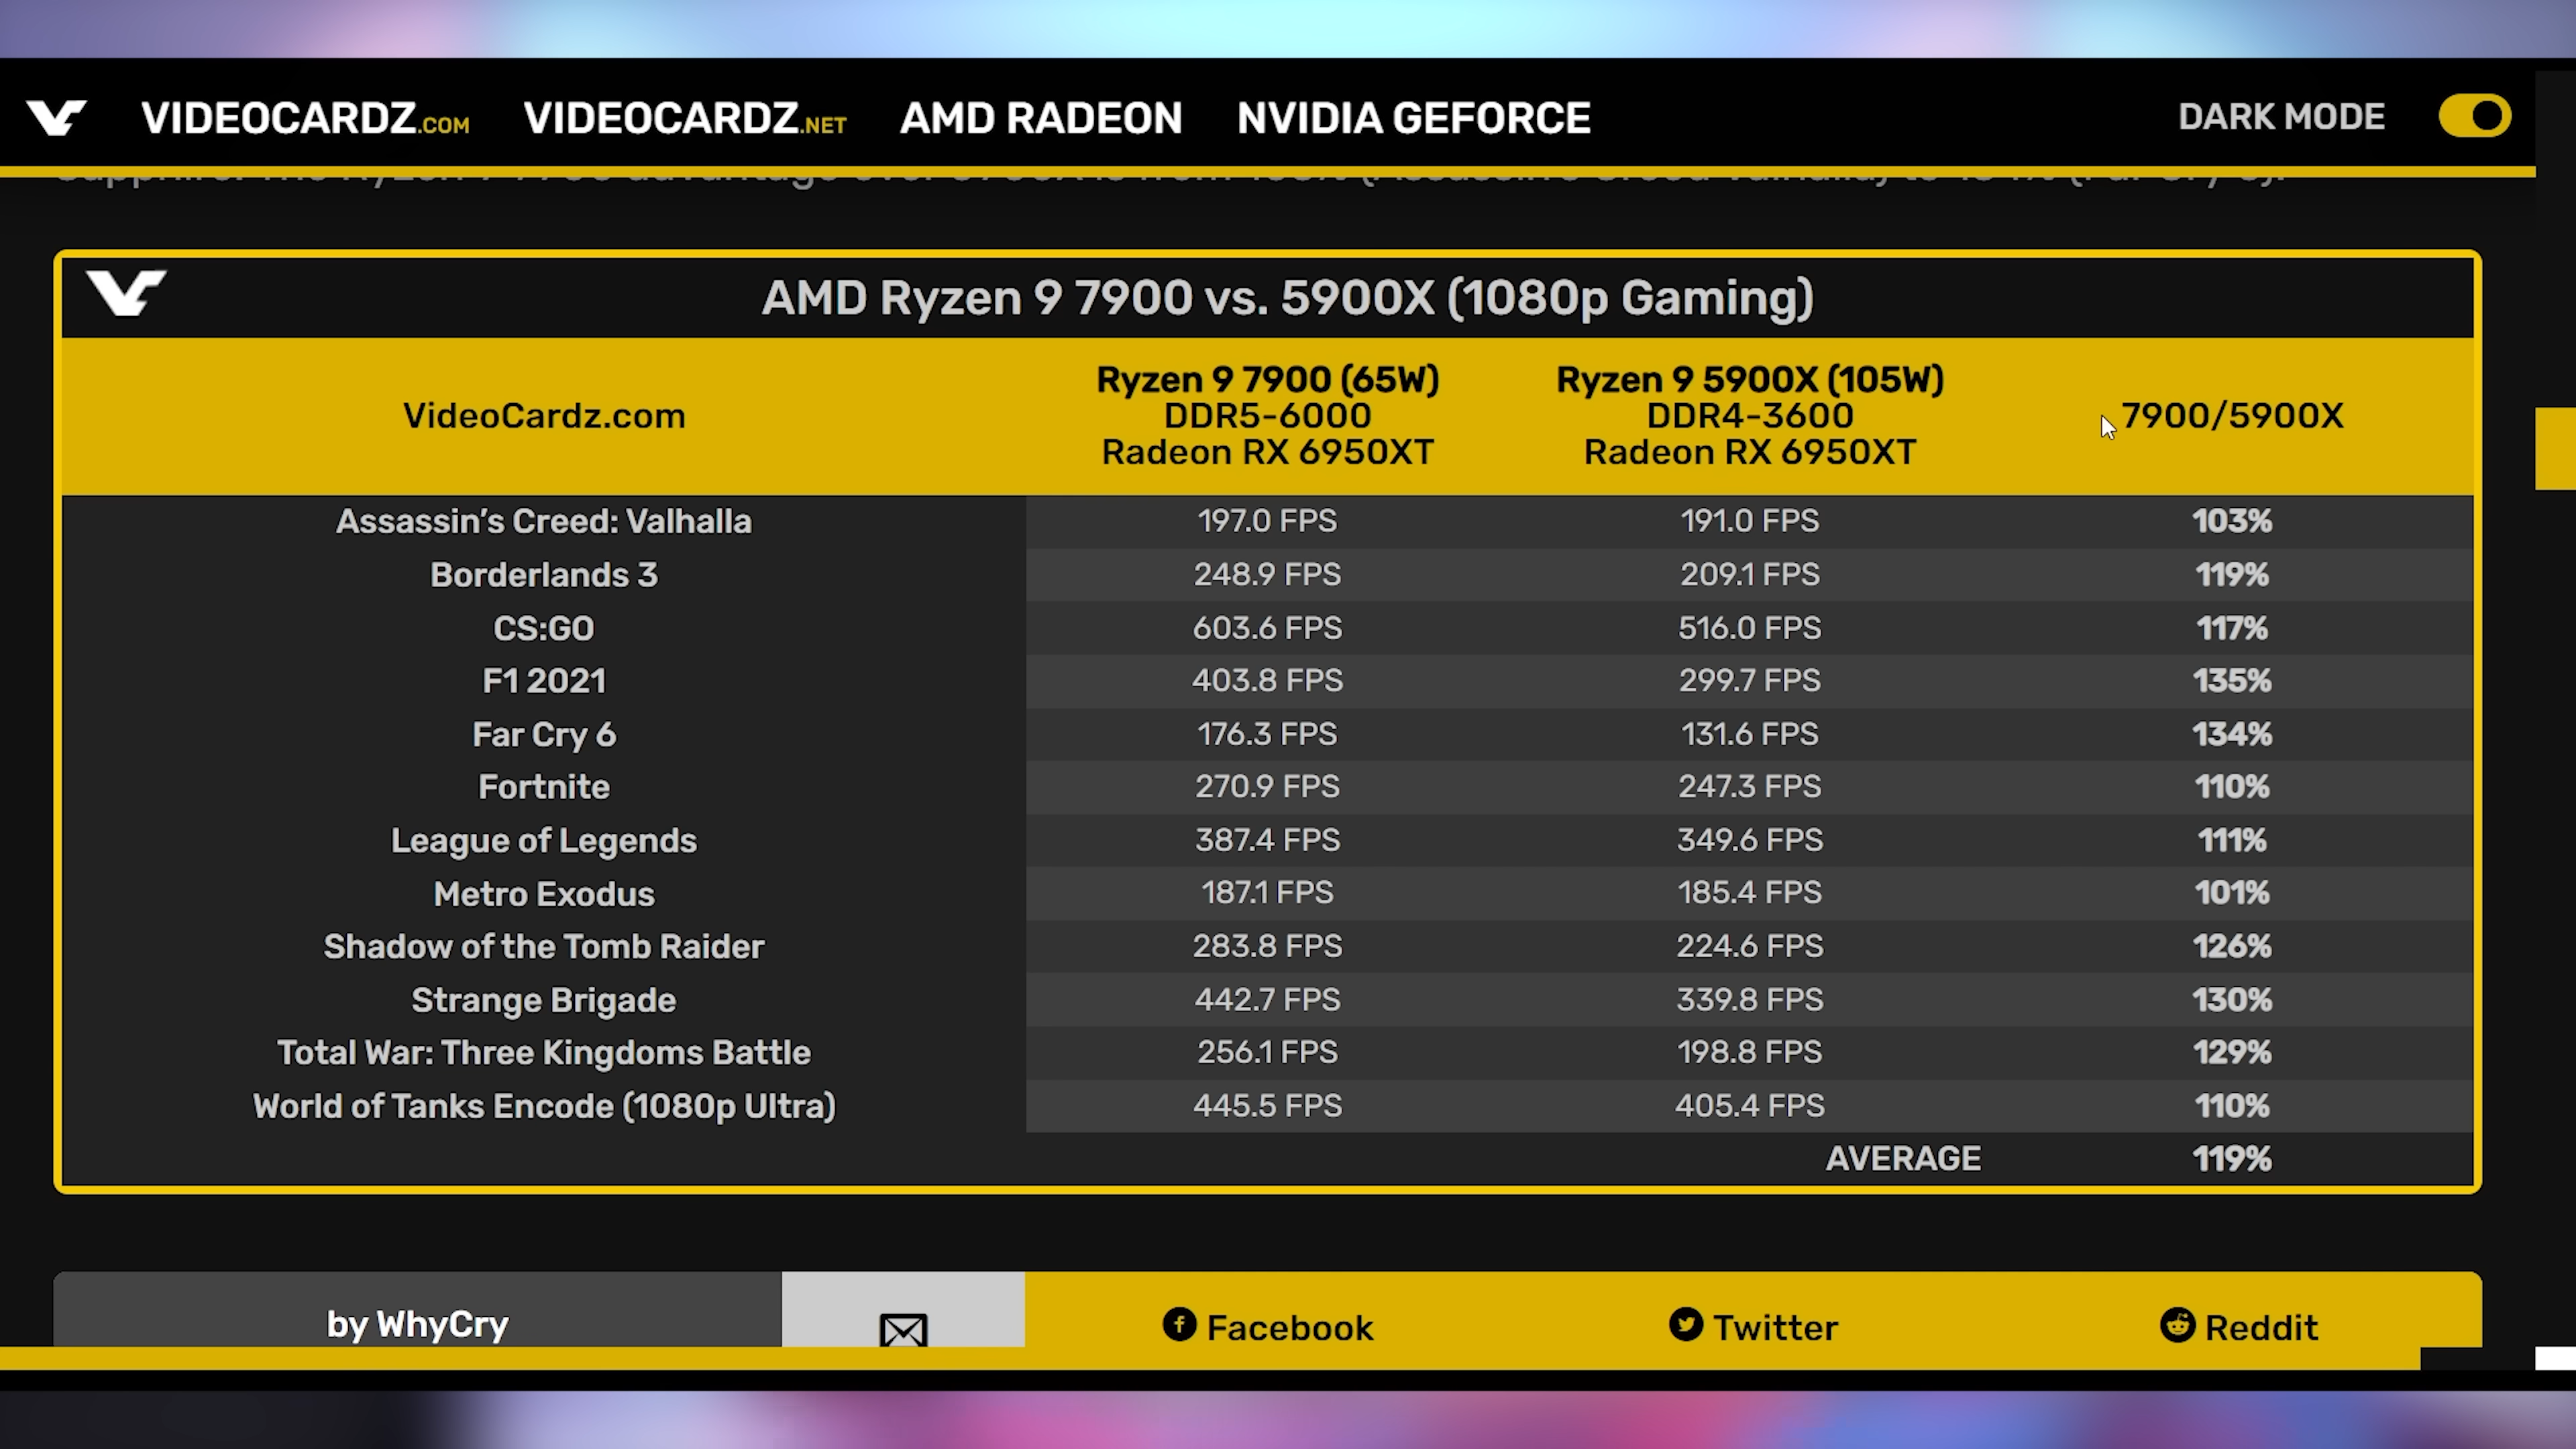 VIDEOCARDZ.COM VIDEOCARDZ.NET AMD RADEON NVIDIA GEFORCE DARK MODE
AMD Ryzen 9 7900 vs. 5900X (1080p Gaming)
VideoCardz.com
Ryzen 9 7900 (65W)
DDR5-6000
Radeon RX 6950XT
Ryzen 9 5900X (105W)
DDR4-3600
Radeon RX 6950XT
7900/5900X
Assassin’s Creed: Valhalla 197.0 FPS 191.0 FPS 103%
Borderlands 3 248.9 FPS 209.1 FPS 119%
CS:GO 603.6 FPS 516.0 FPS 117%
F1 2021 403.8 FPS 299.7 FPS 135%
Far Cry 6 176.3 FPS 131.6 FPS 134%
Fortnite 270.9 FPS 247.3 FPS 110%
League of Legends 387.4 FPS 349.6 FPS 111%
Metro Exodus 187.1 FPS 185.4 FPS 101%
Shadow of the Tomb Raider 283.8 FPS 224.6 FPS 126%
Strange Brigade 442.7 FPS 339.8 FPS 130%
Total War: Three Kingdoms Battle 256.1 FPS 198.8 FPS 129%
World of Tanks Encode (1080p Ultra) 445.5 FPS 405.4 FPS 110%
AVERAGE 119%
by WhyCry Facebook Twitter Reddit